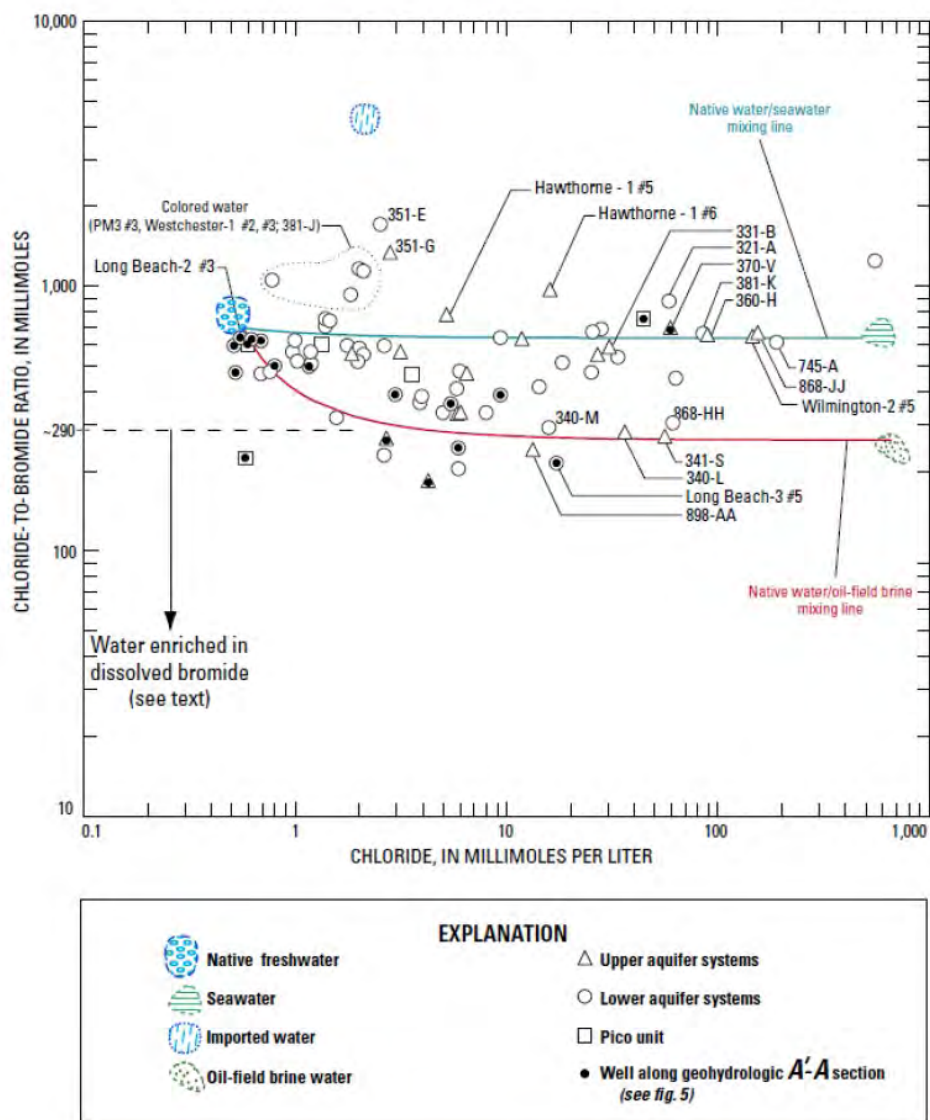 10,000
Native water/seawater
mixing line
Hawthorne - 1 #5
Colored water
(PM3 #3, Westchester-1 #2, #3; 381-J)
351-E
Hawthorne - 1 #6
351-G
331-B
321-A
370-V
381-K
360-H
Long Beach-2 #3
1,000
745-A
868-JJ
Wilmington-2 #5
340-M
868-HH
~290
341-S
340-L
Long Beach-3 #5
898-AA
100
Native water/oil-field brine
mixing line
Water enriched in
dissolved bromide
(see text)
10
CHLORIDE-TO-BROMIDE RATIO, IN MILLIMOLES
0.1
1
10
100
1,000
CHLORIDE, IN MILLIMOLES PER LITER
EXPLANATION
Native freshwater
Seawater
Imported water
Oil-field brine water
Upper aquifer systems
Lower aquifer systems
Pico unit
Well along geohydrologic A'-A section
(see fig. 5)